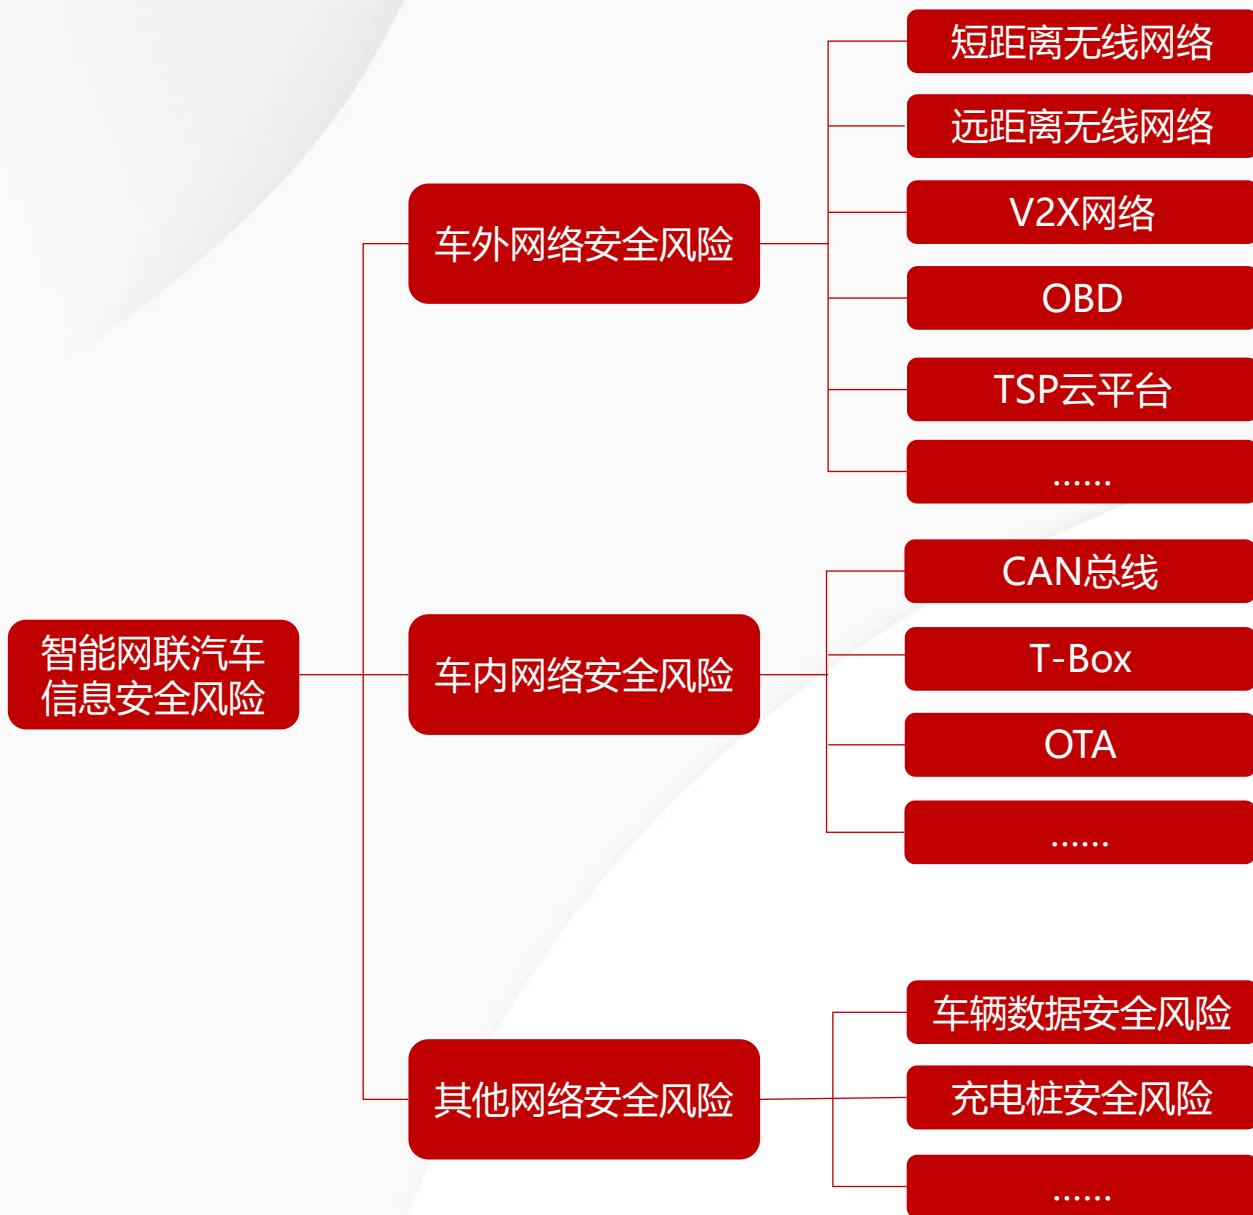 智能网联汽车
信息安全风险
车外网络安全风险
短距离无线网络
远距离无线网络
V2X网络
OBD
TSP云平台
……
车内网络安全风险
CAN总线
T-Box
OTA
……
其他网络安全风险
车辆数据安全风险
充电桩安全风险
……